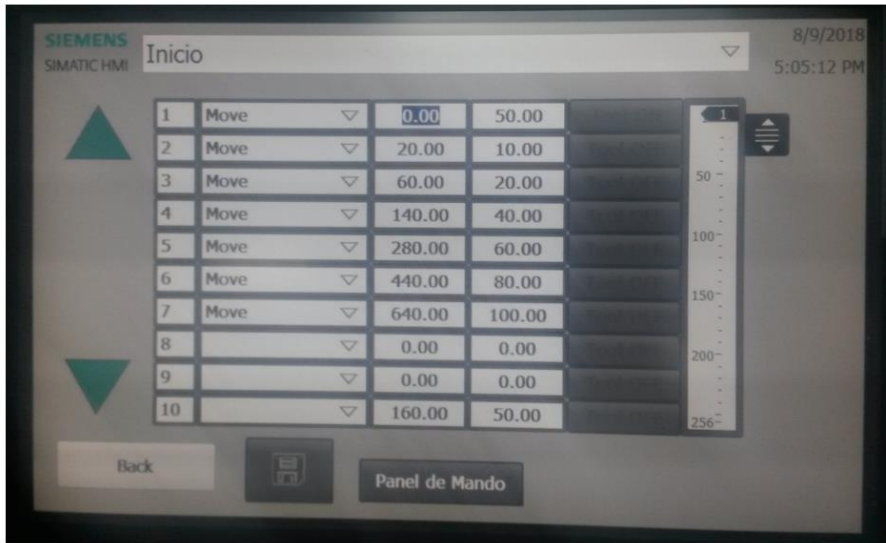 SIEMENS
SIMATIC HMI
Inicio
8/9/2018
5:05:12 PM
1 Move 0.00 50.00
2 Move 20.00 10.00
3 Move 60.00 20.00
4 Move 140.00 40.00
5 Move 280.00 60.00
6 Move 440.00 80.00
7 Move 640.00 100.00
8 0.00 0.00
9 0.00 0.00
10 160.00 50.00
1
50
100
150
200
256
Back
Panel de Mando